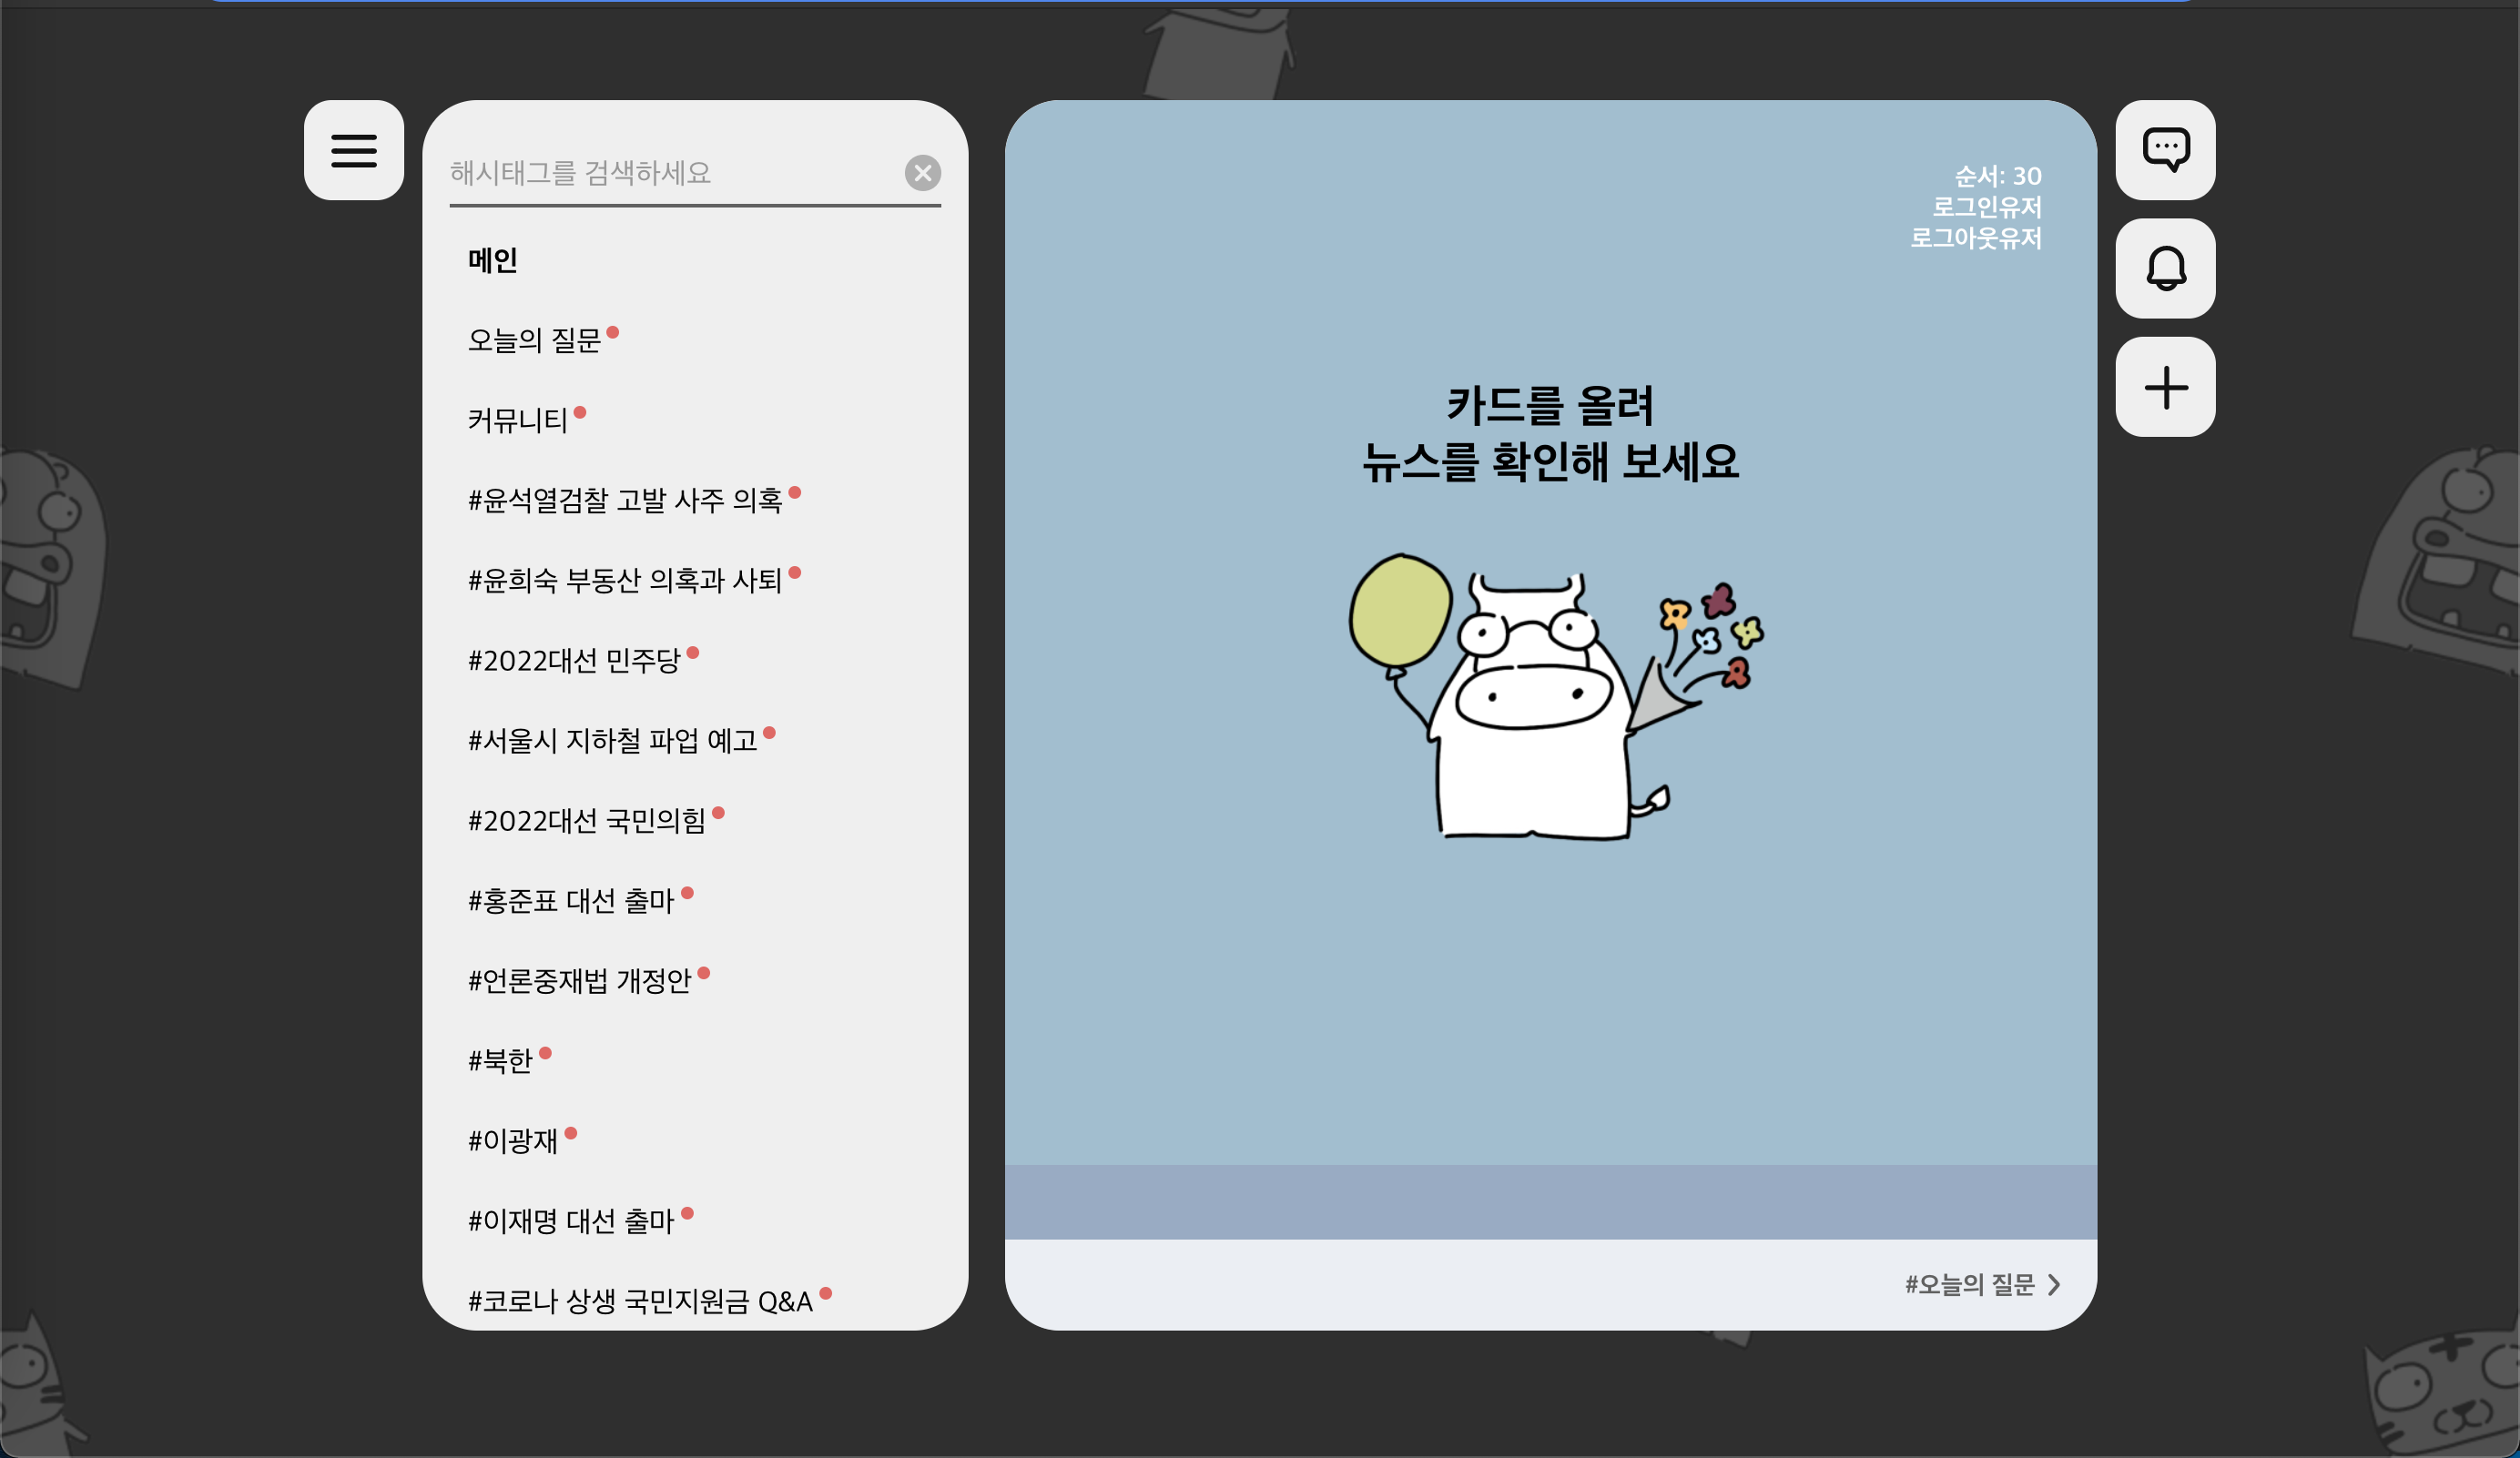 해시태그를 검색하세요
메인
오늘의 질문
커뮤니티
#윤석열검찰 고발 사주 의혹
#윤희숙 부동산 의혹과 사퇴
#2022대선 민주당
#서울시 지하철 파업 예고
#2022대선 국민의힘
#홍준표 대선 출마
#언론중재법 개정안
#북한
#이광재
#이재명 대선 출마
#코로나 상생 국민지원금 Q&A
순서: 30
로그인유저
로그아웃유저
카드를 올려
뉴스를 확인해 보세요
#오늘의 질문